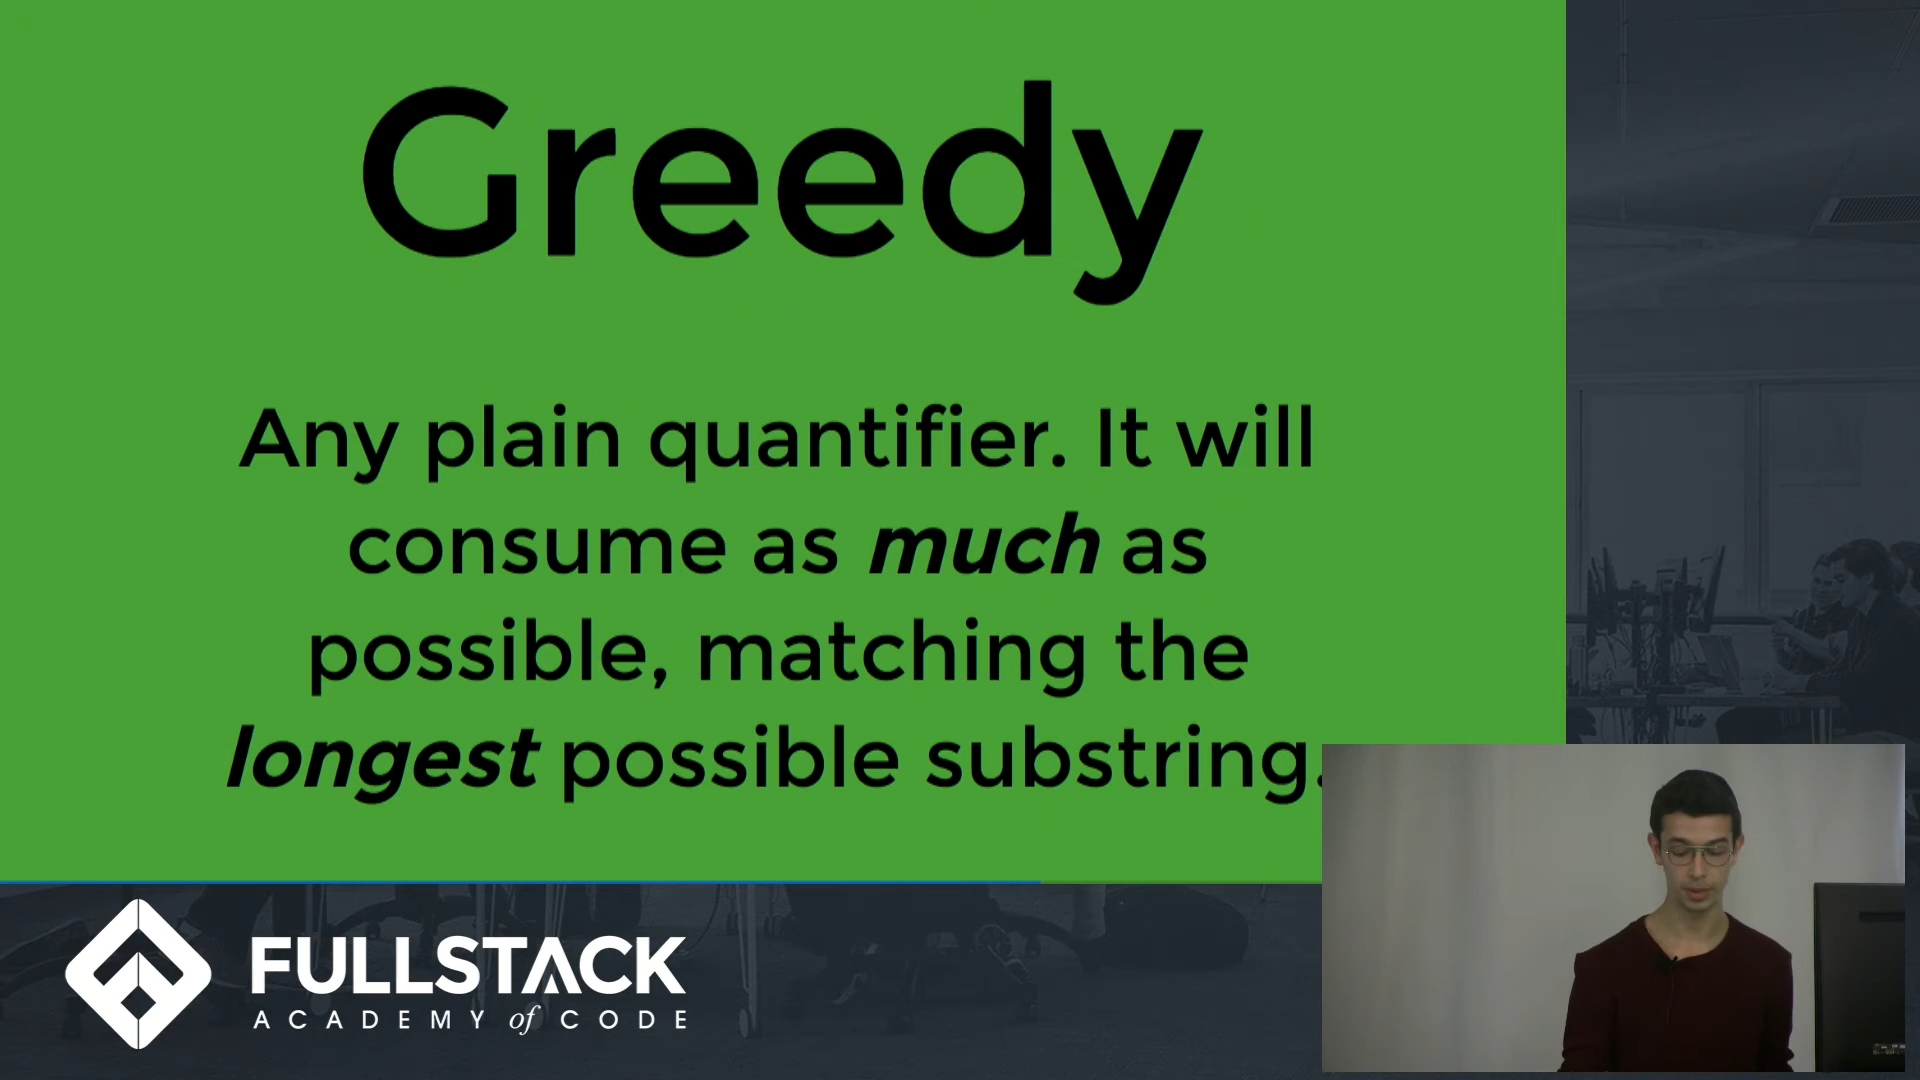 Greedy
Any plain quantifier. It will
consume as much as
possible, matching the
longest possible substring.
FULLSTACK
ACADEMY of CODE